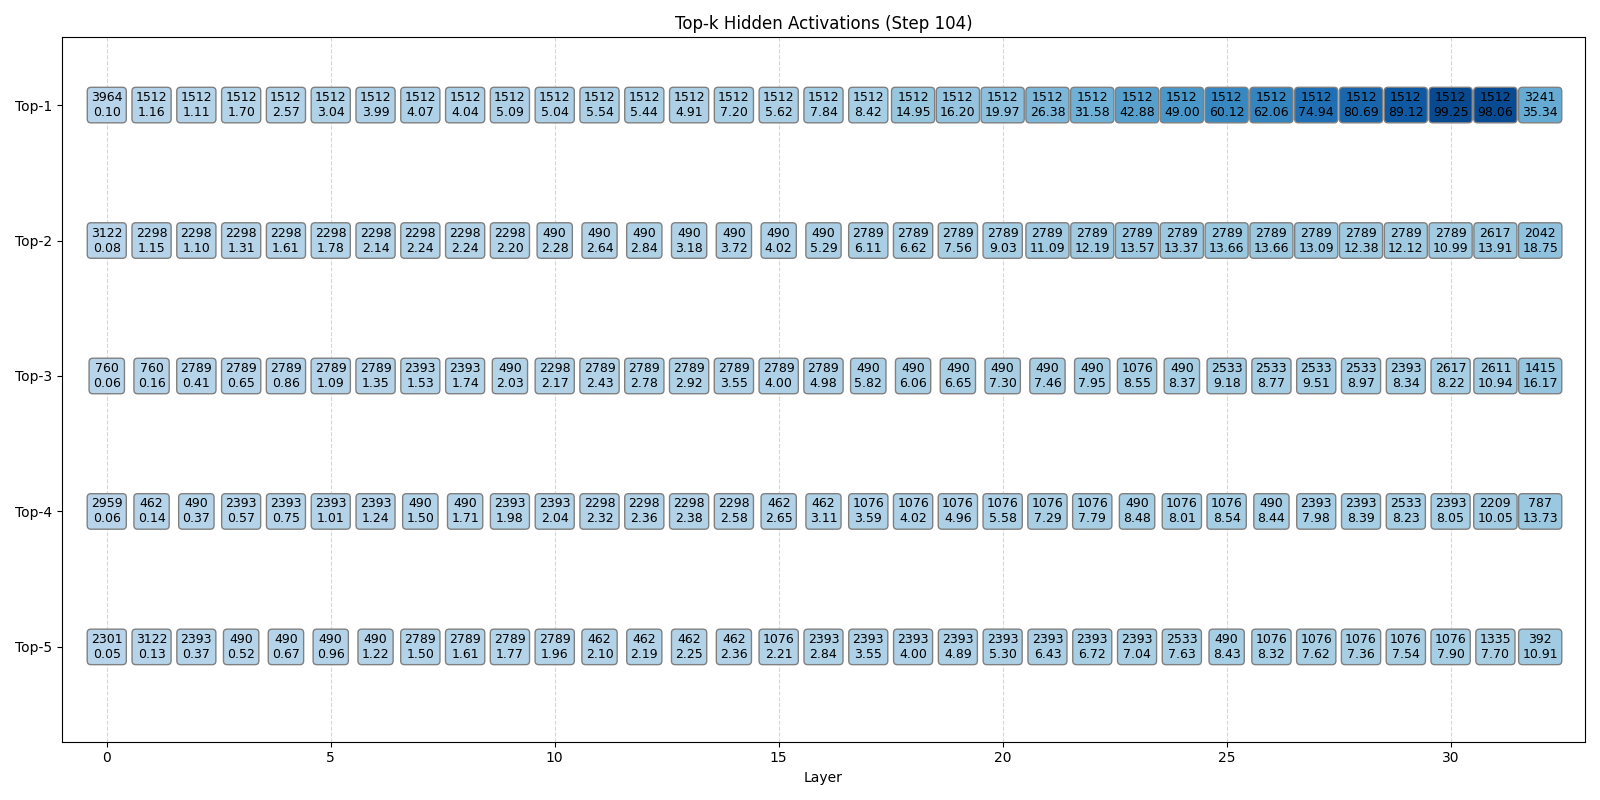 Top-k Hidden Activations (Step 104)
Top-1
3964 1512 1512 1512 1512 1512 1512 1512 1512 1512 1512 1512 1512 1512 1512 1512 1512 1512 1512 1512 1512 1512 1512 1512 1512 1512 1512 1512 1512 1512 1512 1512 3241
0.10 1.16 1.11 1.70 2.57 3.04 3.99 4.07 4.04 5.09 5.04 5.54 5.44 4.91 7.20 5.62 7.84 8.42 14.95 16.20 19.97 26.38 31.58 42.88 49.00 60.12 62.06 74.94 80.69 89.12 99.25 98.06 35.34
Top-2
3122 2298 2298 2298 2298 2298 2298 2298 2298 2298 490 490 490 490 490 490 490 2789 2789 2789 2789 2789 2789 2789 2789 2789 2789 2789 2789 2789 2789 2617 2042
0.08 1.15 1.10 1.31 1.61 1.78 2.14 2.24 2.24 2.20 2.28 2.64 2.84 3.18 3.72 4.02 5.29 6.11 6.62 7.56 9.03 11.09 12.19 13.57 13.37 13.66 13.66 13.09 12.38 12.12 10.99 13.91 18.75
Top-3
760 760 2789 2789 2789 2789 2789 2393 2393 490 2298 2789 2789 2789 2789 2789 2789 490 490 490 490 490 490 1076 490 2533 2533 2533 2533 2393 2617 2611 1415
0.06 0.16 0.41 0.65 0.86 1.09 1.35 1.53 1.74 2.03 2.17 2.43 2.78 2.92 3.55 4.00 4.98 5.82 6.06 6.65 7.30 7.46 7.95 8.55 8.37 9.18 8.77 9.51 8.97 8.34 8.22 10.94 16.17
Top-4
2959 462 490 2393 2393 2393 2393 490 490 2393 2393 2298 2298 2298 2298 462 462 1076 1076 1076 1076 1076 1076 490 1076 1076 490 2393 2393 2533 2393 2209 787
0.06 0.14 0.37 0.57 0.75 1.01 1.24 1.50 1.71 1.98 2.04 2.32 2.36 2.38 2.58 2.65 3.11 3.59 4.02 4.96 5.58 7.29 7.79 8.48 8.01 8.54 8.44 7.98 8.39 8.23 8.05 10.05 13.73
Top-5
2301 3122 2393 490 490 490 490 2789 2789 2789 2789 462 462 462 462 1076 2393 2393 2393 2393 2393 2393 2393 2393 2533 490 1076 1076 1076 1076 1076 1335 392
0.05 0.13 0.37 0.52 0.67 0.96 1.22 1.50 1.61 1.77 1.96 2.10 2.19 2.25 2.36 2.21 2.84 3.55 4.00 4.89 5.30 6.43 6.72 7.04 7.63 8.43 8.32 7.62 7.36 7.54 7.90 7.70 10.91
0 5 10 15 20 25 30
Layer